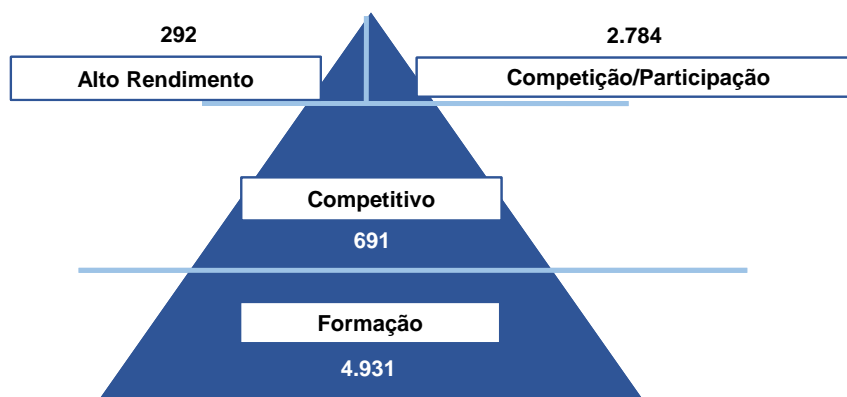 292
2.784
Alto Rendimento
Competição/Participação
Competitivo
691
Formação
4.931